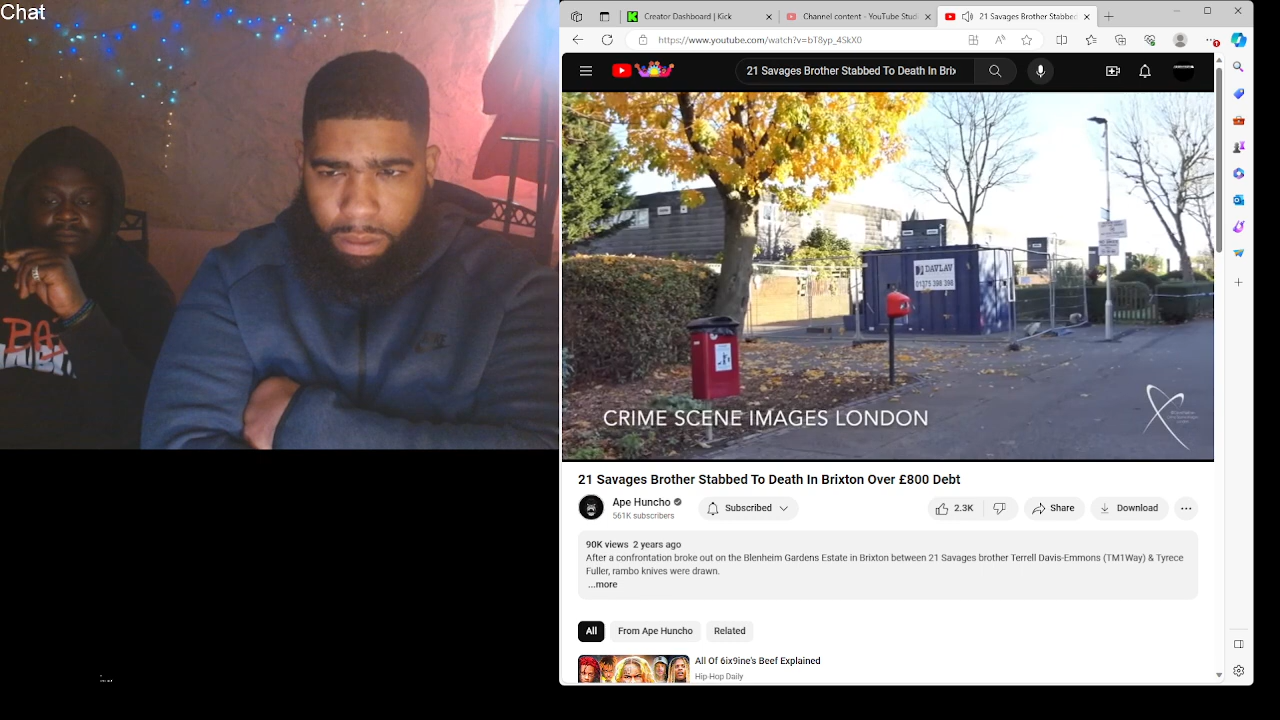 Chat
Creator Dashboard | Kick
Channel content - YouTube Stud
21 Savages Brother Stabbed
https://www.youtube.com/watch?v=bT8yp_4SkX0
21 Savages Brother Stabbed To Death In Brix
DAVLAV
01375 398 398
BA
CRIME SCENE IMAGES LONDON
21 Savages Brother Stabbed To Death In Brixton Over £800 Debt
Ape Huncho
561K subscribers
Subscribed
2.3K
Share
Download
90K views 2 years ago
After a confrontation broke out on the Blenheim Gardens Estate in Brixton between 21 Savages brother Terrell Davis-Emmons (TM1Way) & Tyrece
Fuller, rambo knives were drawn.
...more
All
From Ape Huncho
Related
All Of 6ix9ine's Beef Explained
Hip-Hop Daily